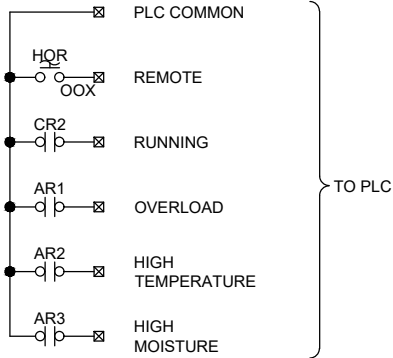 PLC COMMON
HOR
OOX
REMOTE
CR2
RUNNING
AR1
OVERLOAD
TO PLC
AR2
HIGH
TEMPERATURE
AR3
HIGH
MOISTURE